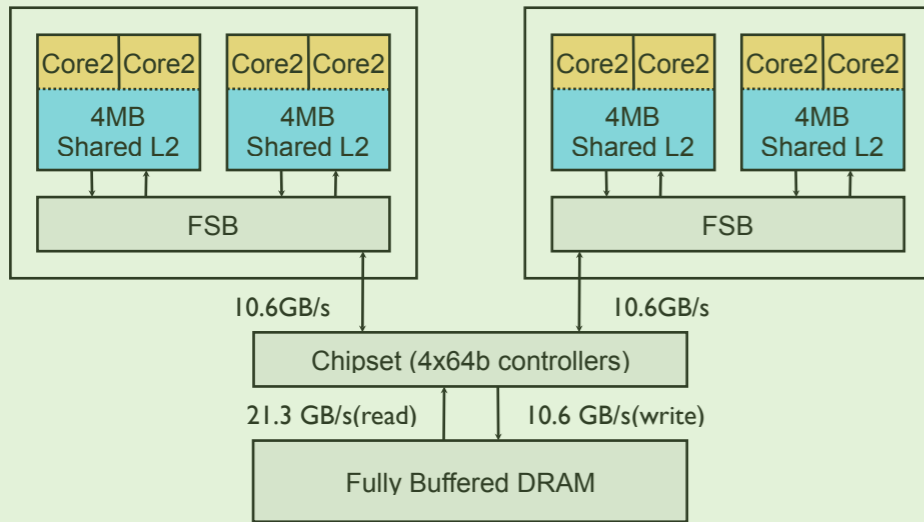 Core2 Core2 Core2 Core2 Core2 Core2 Core2 Core2
4MB 4MB 4MB 4MB
Shared L2 Shared L2 Shared L2 Shared L2
FSB FSB
10.6GB/s 10.6GB/s
Chipset (4x64b controllers)
21.3 GB/s(read) 10.6 GB/s(write)
Fully Buffered DRAM